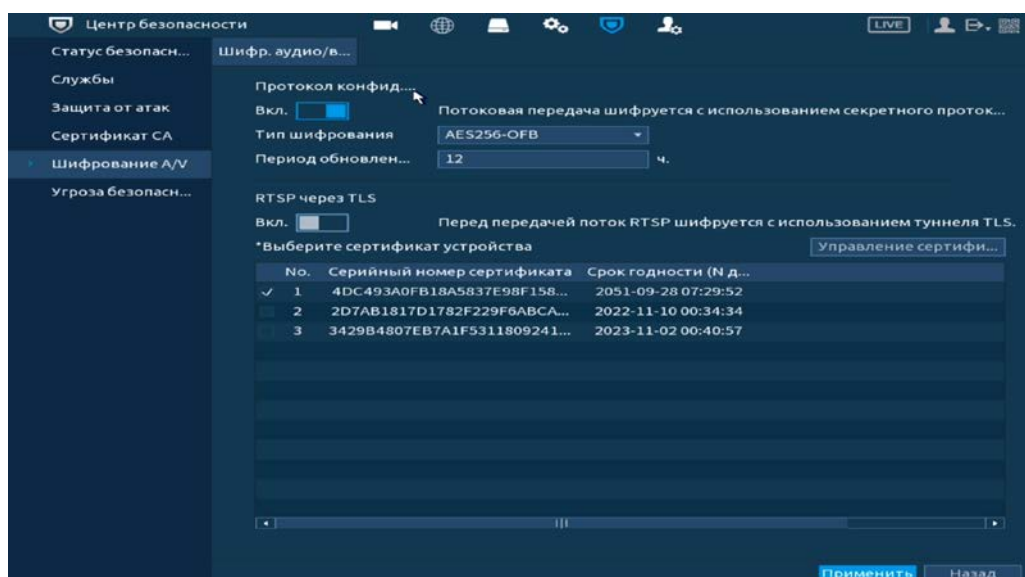 Центр безопасности LIVE
Статус безопасн... Шифр. аудио/в...
Службы
Защита от атак
Сертификат CA
Шифрование A/V
Угроза безопасн...
Протокол конфид....
Вкл. Потоковая передача шифруется с использованием секретного проток...
Тип шифрования AES256-OFB
Период обновлен... 12 ч.
RTSP через TLS
Вкл. Перед передачей поток RTSP шифруется с использованием туннеля TLS.
*Выберите сертификат устройства Управление сертифи...
No. Серийный номер сертификата Срок годности (N д...
1 4DC493A0FB18A5837E98F158... 2051-09-28 07:29:52
2 2D7AB1817D1782F229F6ABCA... 2022-11-10 00:34:34
3 3429B4807EB7A1F5311809241... 2023-11-02 00:40:57
Применить Назад